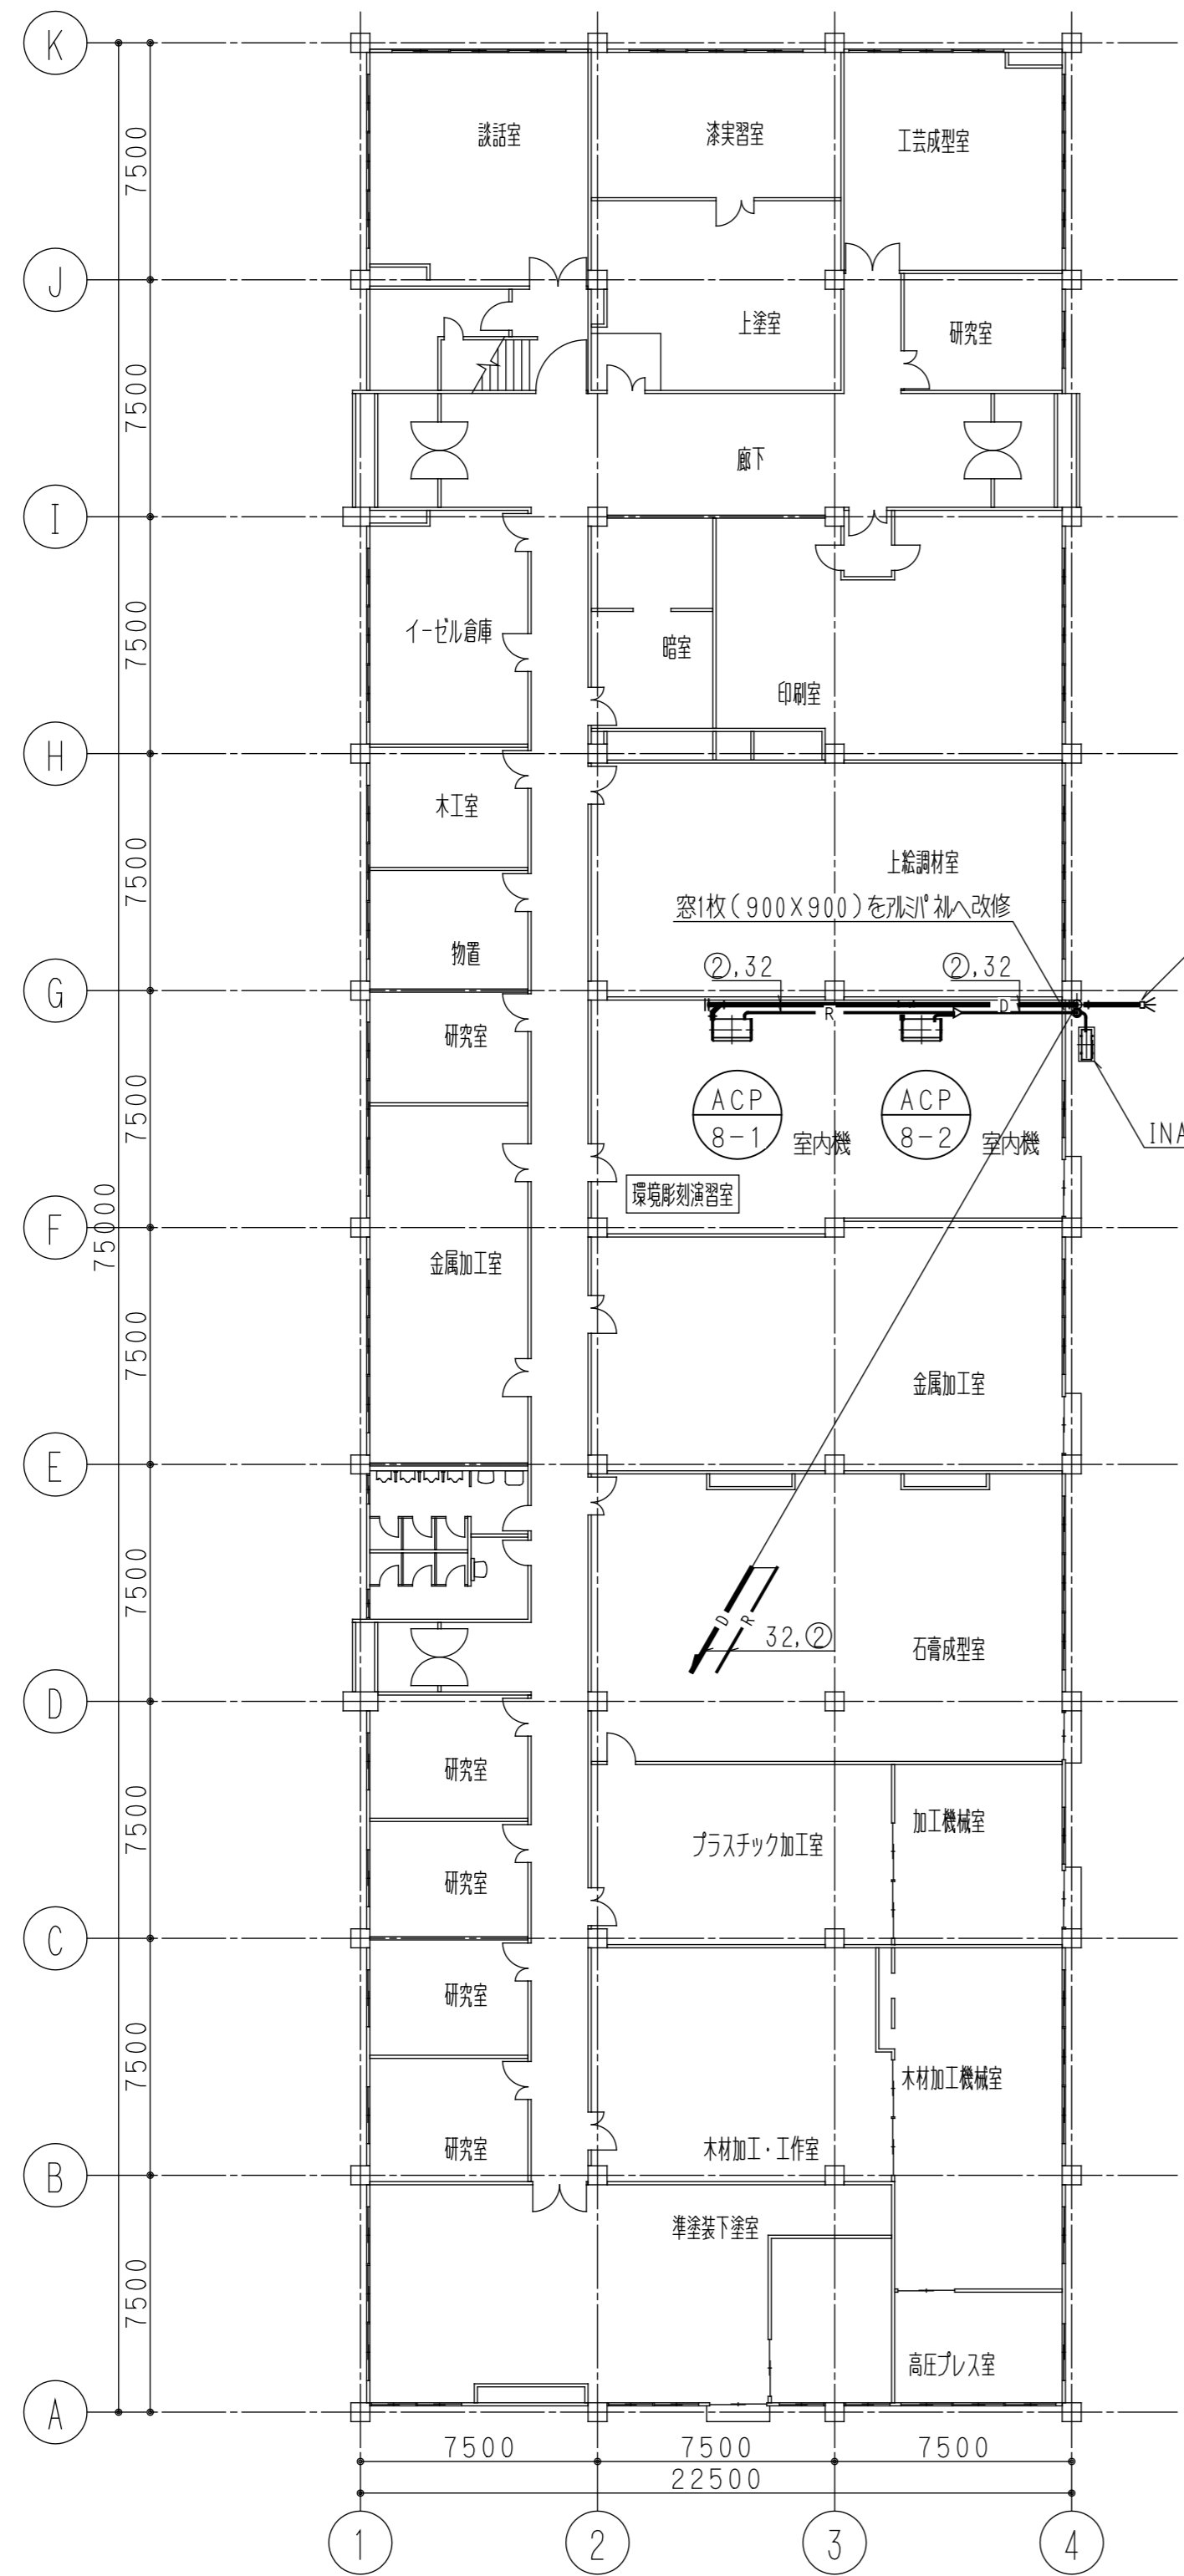 K
7500
談話室
漆実習室
工芸成型室
J
7500
上塗室
研究室
廊下
I
7500
イーゼル倉庫
暗室
印刷室
H
7500
木工室
上絵調材室
窓1枚(900X900)をアルミパネルへ改修
物置
②,32
②,32
G
R
D
7500
研究室
ACP
8-1
室内機
ACP
8-2
室内機
INA
環境彫刻演習室
75000
F
7500
金属加工室
金属加工室
E
7500
D
R
32,②
石膏成型室
D
7500
研究室
加工機械室
プラスチック加工室
研究室
C
7500
研究室
木材加工機械室
研究室
木材加工・工作室
B
7500
準塗装下塗室
高圧プレス室
A
7500
7500
7500
22500
1
2
3
4